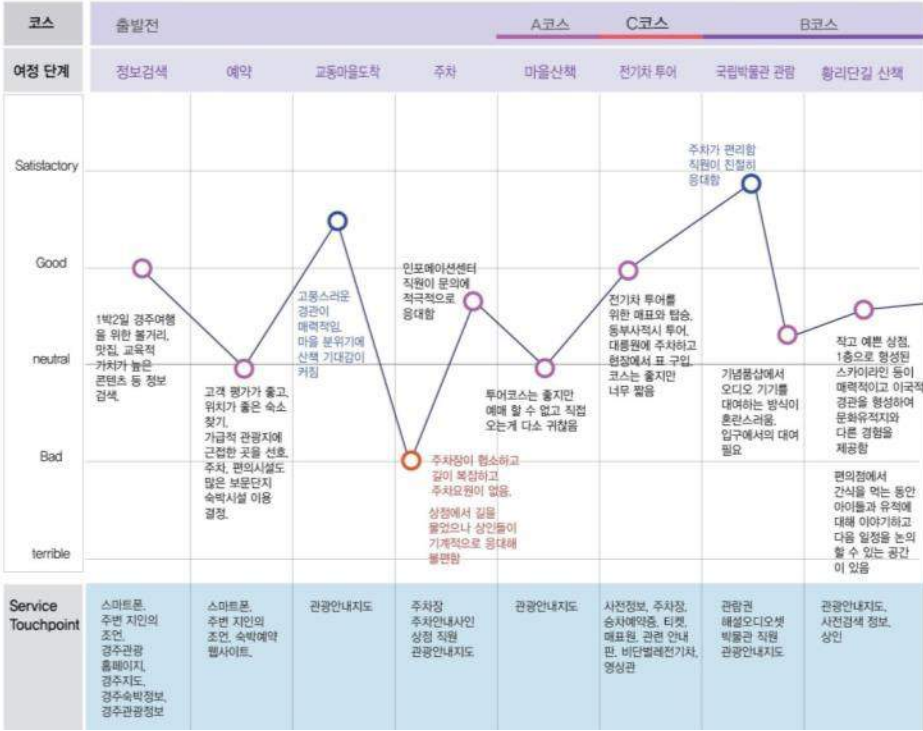 코스
출발전
A코스
C코스
B코스
여정 단계
정보검색
예약
교동마을도착
주차
마을산책
전기차 투어
국립박물관 관람
황리단길 산책
Satisfactory
Good
neutral
Bad
terrible
1박2일 경주여행
을 위한 볼거리,
맛집, 교육적
가치가 높은
콘텐츠 등 정보
검색.
고객 평가가 좋고,
위치가 좋은 숙소
찾기.
가급적 관광지에
근접한 곳을 선호.
주차, 편의시설도
많은 보문단지
숙박시설 이용
결정.
고풍스러운
경관이
매력적임.
마을 분위기에
산책 기대감이
커짐
주차장이 협소하고
길이 복잡하고
주차요원이 없음.
상점에서 길을
물었으나 상인들이
기계적으로 응대해
불편함
인포메이션센터
직원이 문의에
적극적으로
응대함
투어코스는 좋지만
예매 할 수 없고 직접
오는게 다소 귀찮음
전기차 투어를
위한 매표와 탑승.
동부사적시 투어.
대릉원에 주차하고
현장에서 표 구입.
코스는 좋지만
너무 짧음
주차가 편리함
직원이 친절히
응대함
기념품샵에서
오디오 기기를
대여하는 방식이
혼란스러움.
입구에서의 대여
필요
작고 예쁜 상점,
1층으로 형성된
스카이라인 등이
매력적이고 이국적
경관을 형성하여
문화유적지와
다른 경험을
제공함
편의점에서
간식을 먹는 동안
아이들과 유적에
대해 이야기하고
다음 일정을 논의
할 수 있는 공간
이 있음
Service
Touchpoint
스마트폰,
주변 지인의
조언,
경주관광
홈페이지,
경주지도,
경주숙박정보,
경주관광정보
스마트폰,
주변 지인의
조언, 숙박예약
웹사이트.
관광안내지도
주차장
주차안내사인
상점 직원
관광안내지도
관광안내지도
사전정보, 주차장,
승차예약증, 티켓,
매표원, 관련 안내
판, 비단벌레전기차,
영상관
관람권
해설오디오셋
박물관 직원
관광안내지도
관광안내지도,
사전검색 정보,
상인